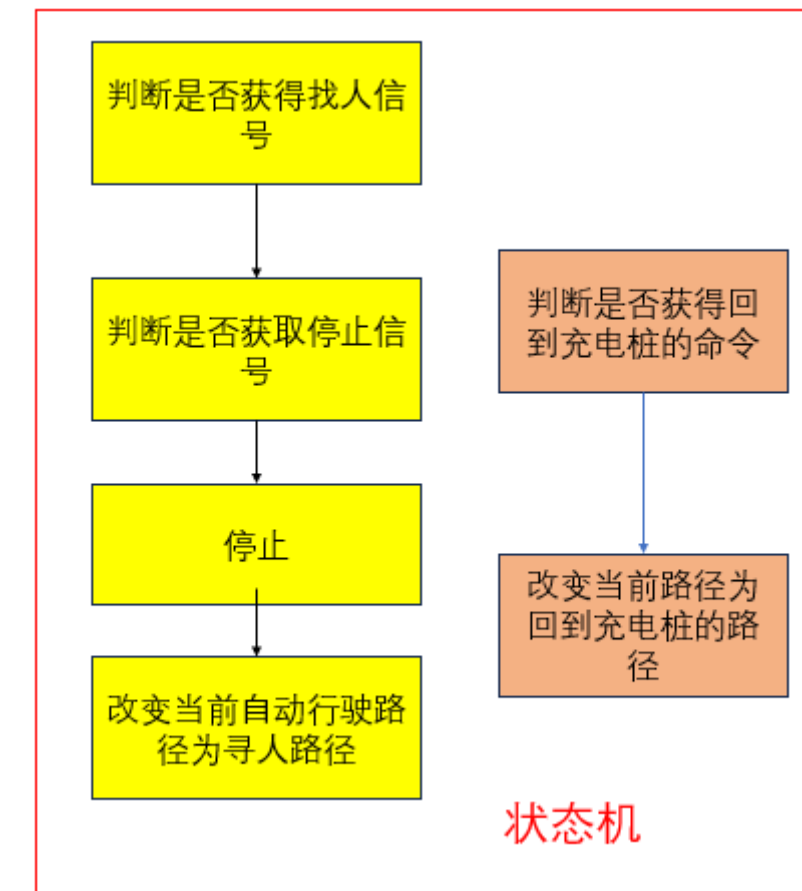 判断是否获得找人信
号
判断是否获取停止信
号
停止
改变当前自动行驶路
径为寻人路径
判断是否获得回
到充电桩的命令
改变当前路径为
回到充电桩的路
径
状态机